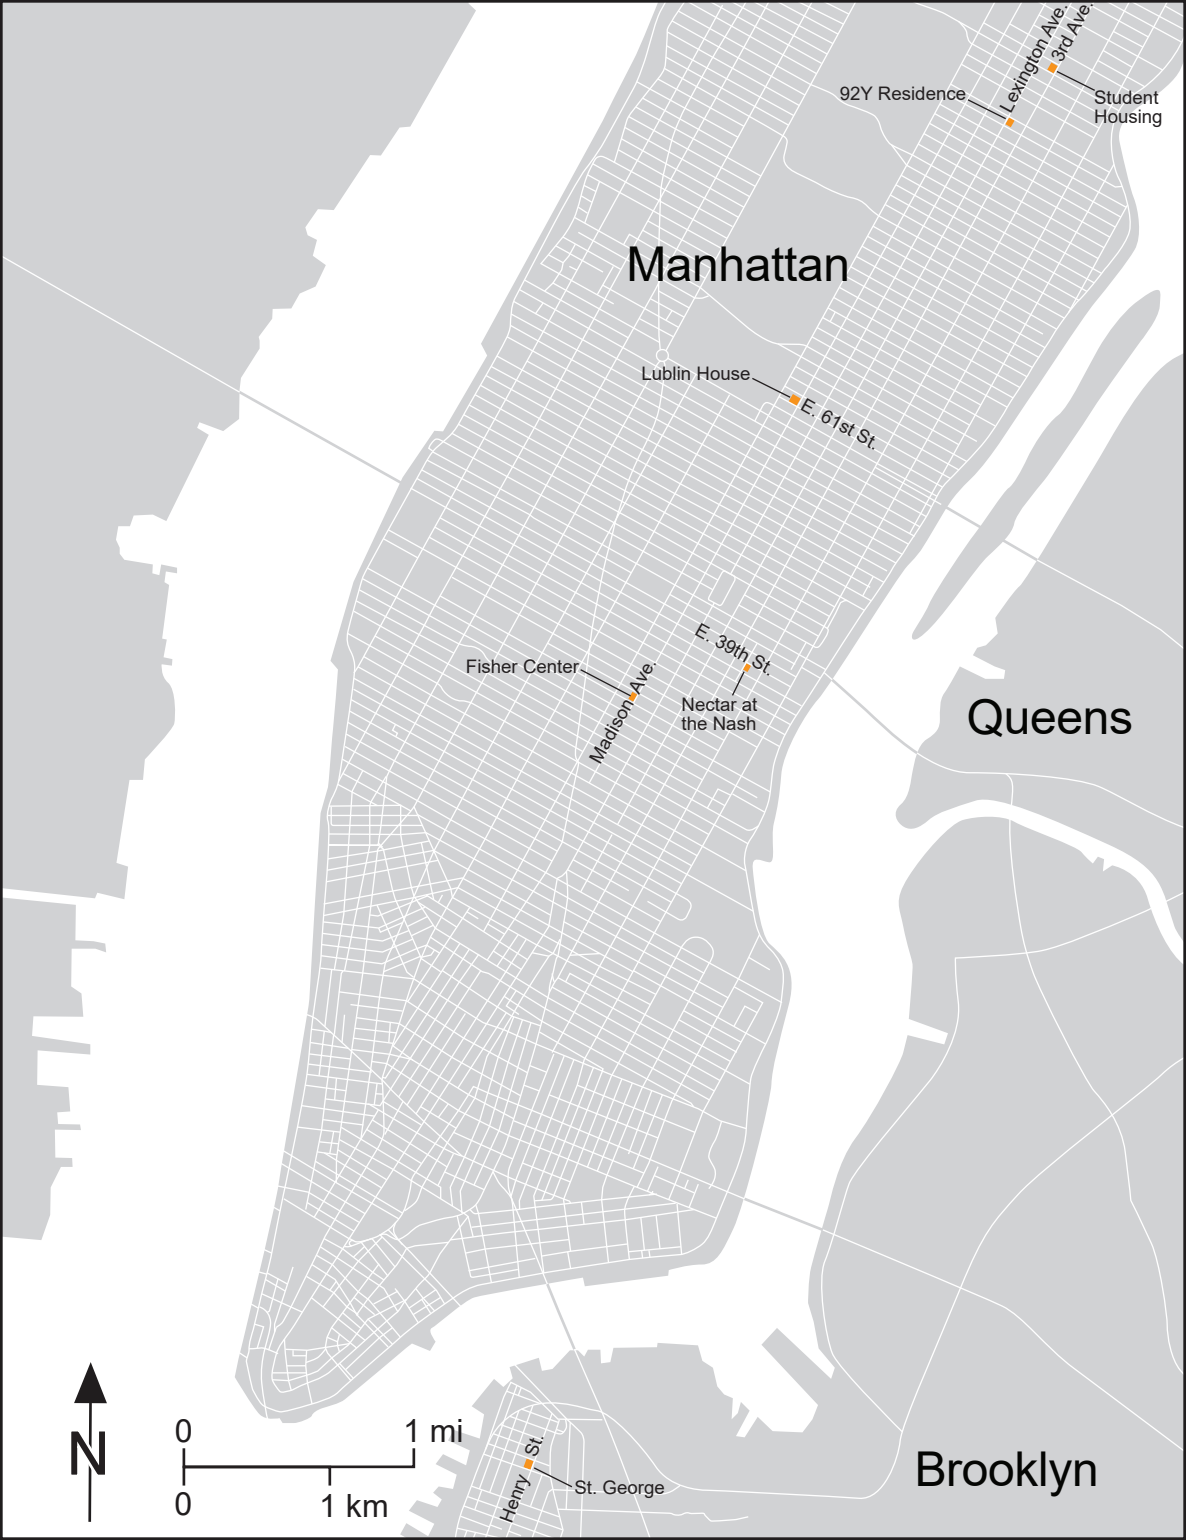 Lexington Ave.
3rd Ave.
92Y Residence
Student
Housing
Manhattan
Lublin House
E. 61st St.
E. 39th St.
Fisher Center
Madison Ave.
Nectar at
the Nash
Queens
0
1 mi
N
0
1 km
Henry St.
St. George
Brooklyn